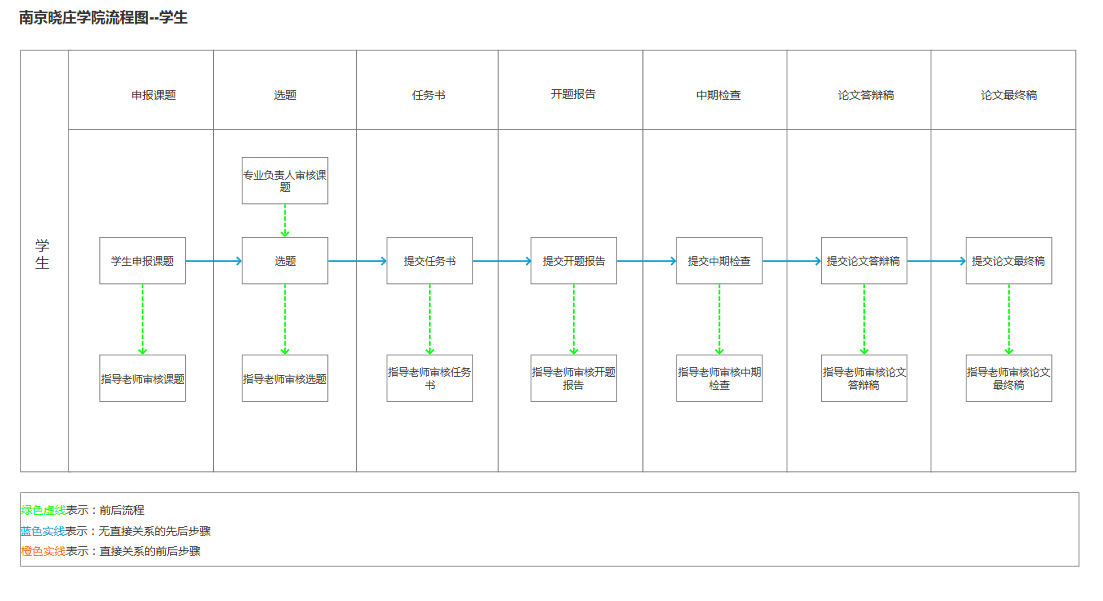 南京晓庄学院流程图--学生
申报课题
选题
任务书
开题报告
中期检查
论文答辩稿
论文最终稿
学
生
专业负责人审核课
题
学生申报课题
选题
提交任务书
提交开题报告
提交中期检查
提交论文答辩稿
提交论文最终稿
指导老师审核课题
指导老师审核选题
指导老师审核任务
书
指导老师审核开题
报告
指导老师审核中期
检查
指导老师审核论文
答辩稿
指导老师审核论文
最终稿
绿色虚线表示：前后流程
蓝色实线表示：无直接关系的先后步骤
橙色实线表示：直接关系的前后步骤